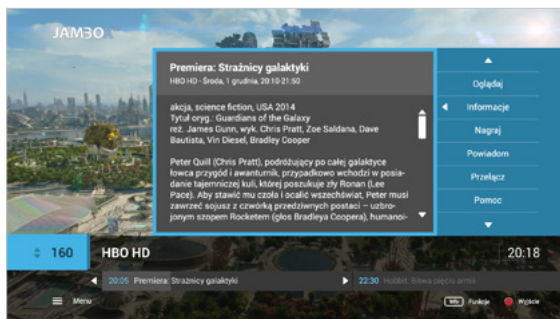 JAMBO
Premiera: Strażnicy galaktyki
HBO HD - Środa, 1 grudnia, 20:10-21:50
akcja, science fiction, USA 2014
Tytuł oryg.: Guardians of the Galaxy
reż. James Gunn, wyk. Chris Pratt, Zoe Saldana, Dave
Bautista, Vin Diesel, Bradley Cooper
Peter Quill (Chris Pratt), podróżujący po całej galaktyce
łowca przygód i awanturnik, przypadkowo wchodzi w posia-
danie tajemniczej kuli, której poszukuje zły Ronan (Lee
Pace). Aby stawić mu czoła i ocalić wszechświat, Peter musi
zawrzeć sojusz z czwórką przedziwnych postaci – uzbro-
jonym szopem Rocketem (głos Bradleya Coopera), humanoi-
Oglądaj
Informacje
Nagraj
Powiadom
Przełącz
Pomoc
160 HBO HD 20:18
20:05 Premiera: Strażnicy galaktyki 22:30 Hobbit: Bitwa pięciu armii
Menu Info Funkcje Wyjście